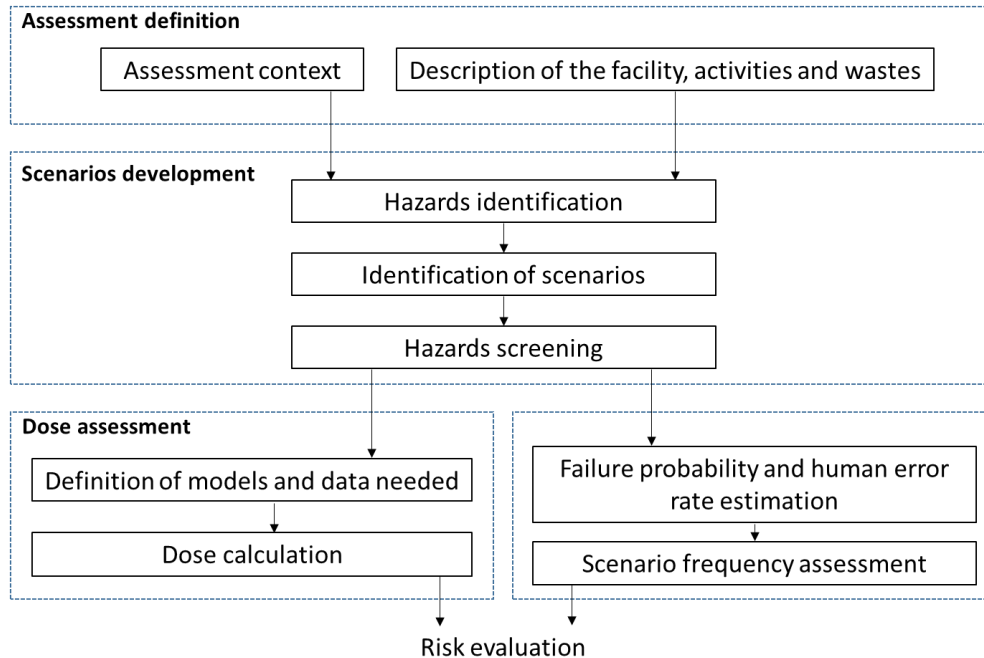 Assessment definition
Assessment context
Description of the facility, activities and wastes
Scenarios development
Hazards identification
Identification of scenarios
Hazards screening
Dose assessment
Definition of models and data needed
Dose calculation
Failure probability and human error
rate estimation
Scenario frequency assessment
Risk evaluation